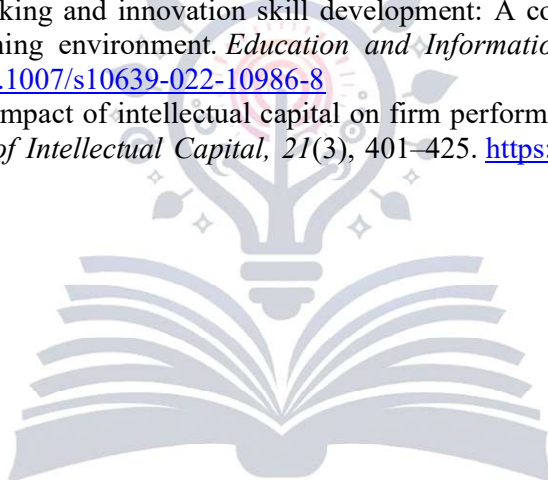 king and innovation skill development: A co
ning environment. Education and Informatio
.1007/s10639-022-10986-8
mpact of intellectual capital on firm perform
of Intellectual Capital, 21(3), 401–425. https: